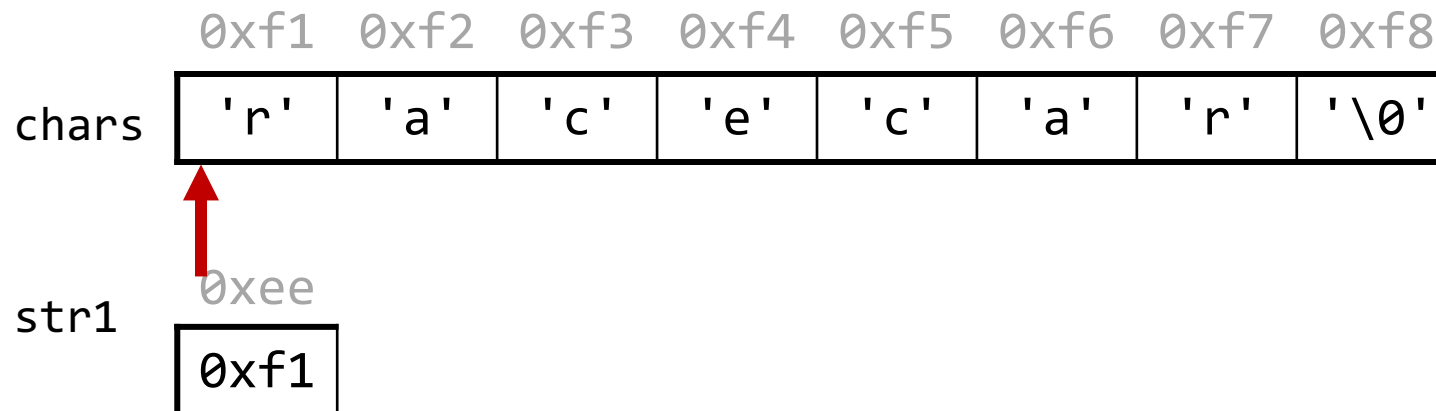 0xf1 0xf2 0xf3 0xf4 0xf5 0xf6 0xf7 0xf8
chars 'r' 'a' 'c' 'e' 'c' 'a' 'r' '\0'
0xee
str1
0xf1